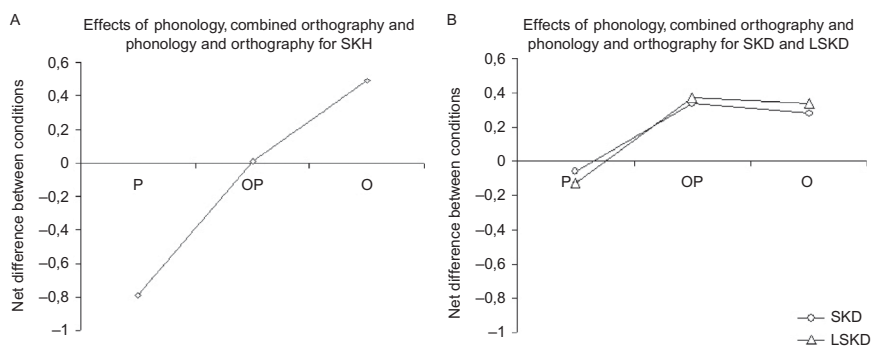 A
Effects of phonology, combined orthography and
phonology and orthography for SKH
Net difference between conditions
0,6
0,4
0,2
0
–0,2
–0,4
–0,6
–0,8
–1
P
OP
O
B
Effects of phonology, combined orthography and
phonology and orthography for SKD and LSKD
Net difference between conditions
0,6
0,4
0,2
0
–0,2
–0,4
–0,6
–0,8
–1
P
OP
O
SKD
LSKD